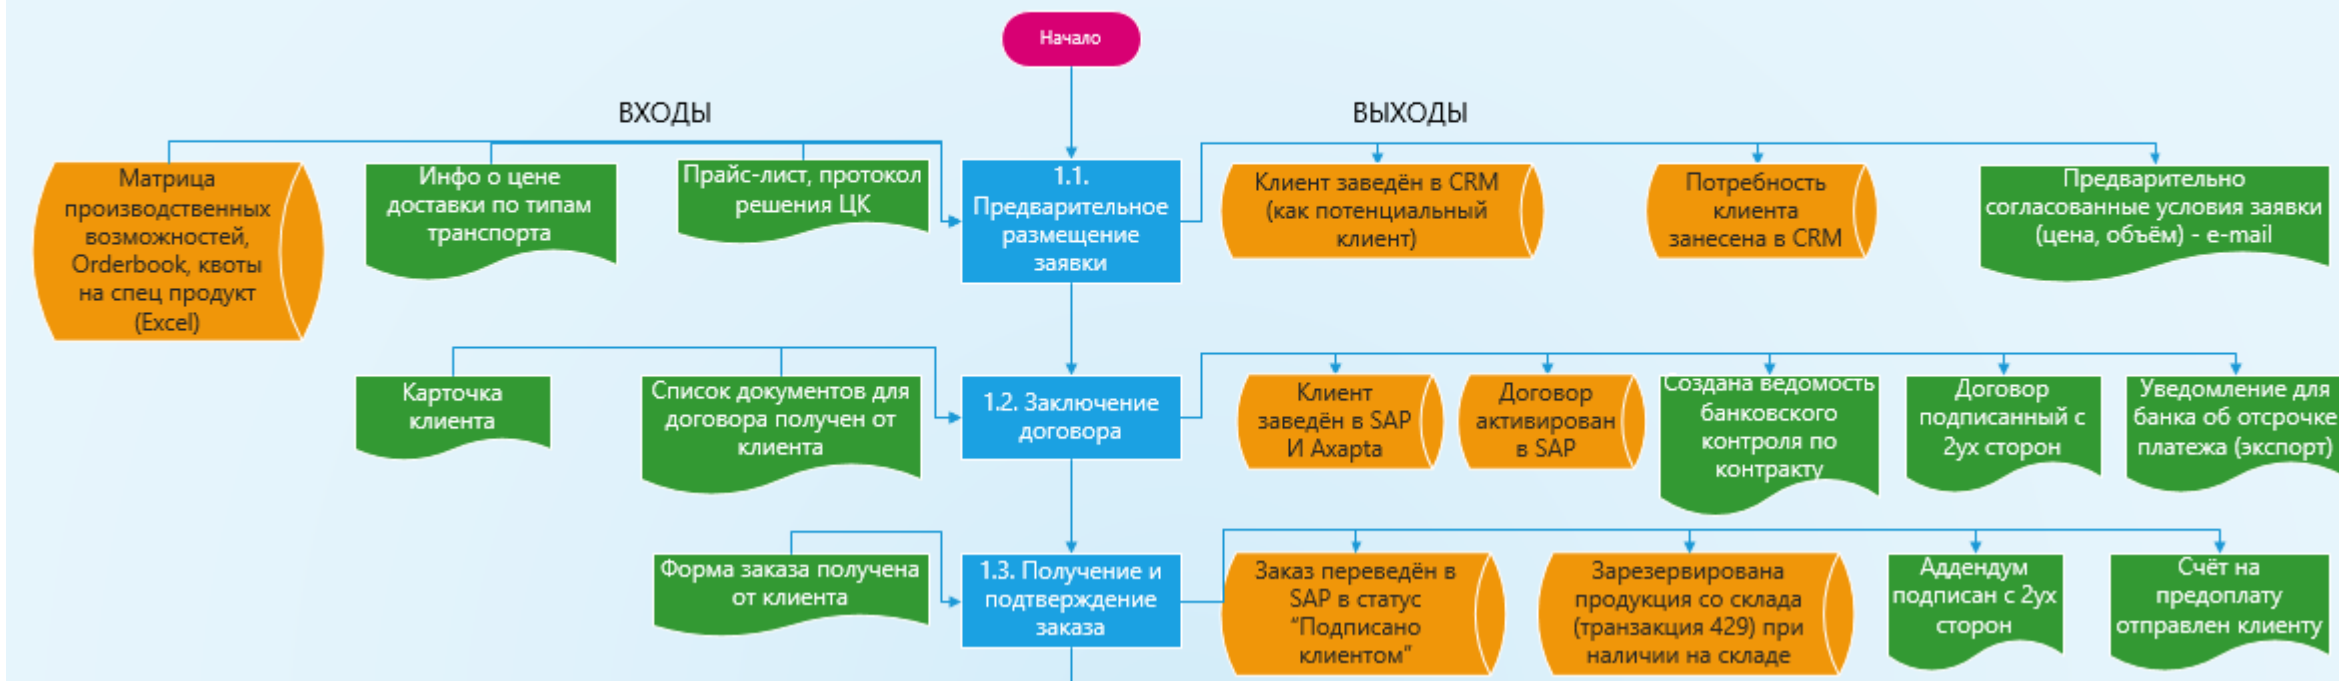 Начало
ВХОДЫ
ВЫХОДЫ
Матрица
производственных
возможностей,
Orderbook, квоты
на спец продукт
(Excel)
Инфо о цене
доставки по типам
транспорта
Прайс-лист, протокол
решения ЦК
1.1.
Предварительное
размещение
заявки
Клиент заведён в CRM
(как потенциальный
клиент)
Потребность
клиента
занесена в CRM
Предварительно
согласованные условия заявки
(цена, объём) - e-mail
Карточка
клиента
Список документов для
договора получен от
клиента
1.2. Заключение
договора
Клиент
заведён в SAP
И Axapta
Договор
активирован
в SAP
Создана ведомость
банковского
контроля по
контракту
Договор
подписанный с
2ух сторон
Уведомление для
банка об отсрочке
платежа (экспорт)
Форма заказа получена
от клиента
1.3. Получение и
подтверждение
заказа
Заказ переведён в
SAP в статус
“Подписано
клиентом”
Зарезервирована
продукция со склада
(транзакция 429) при
наличии на складе
Аддендум
подписан с 2ух
сторон
Счёт на
предоплату
отправлен клиенту